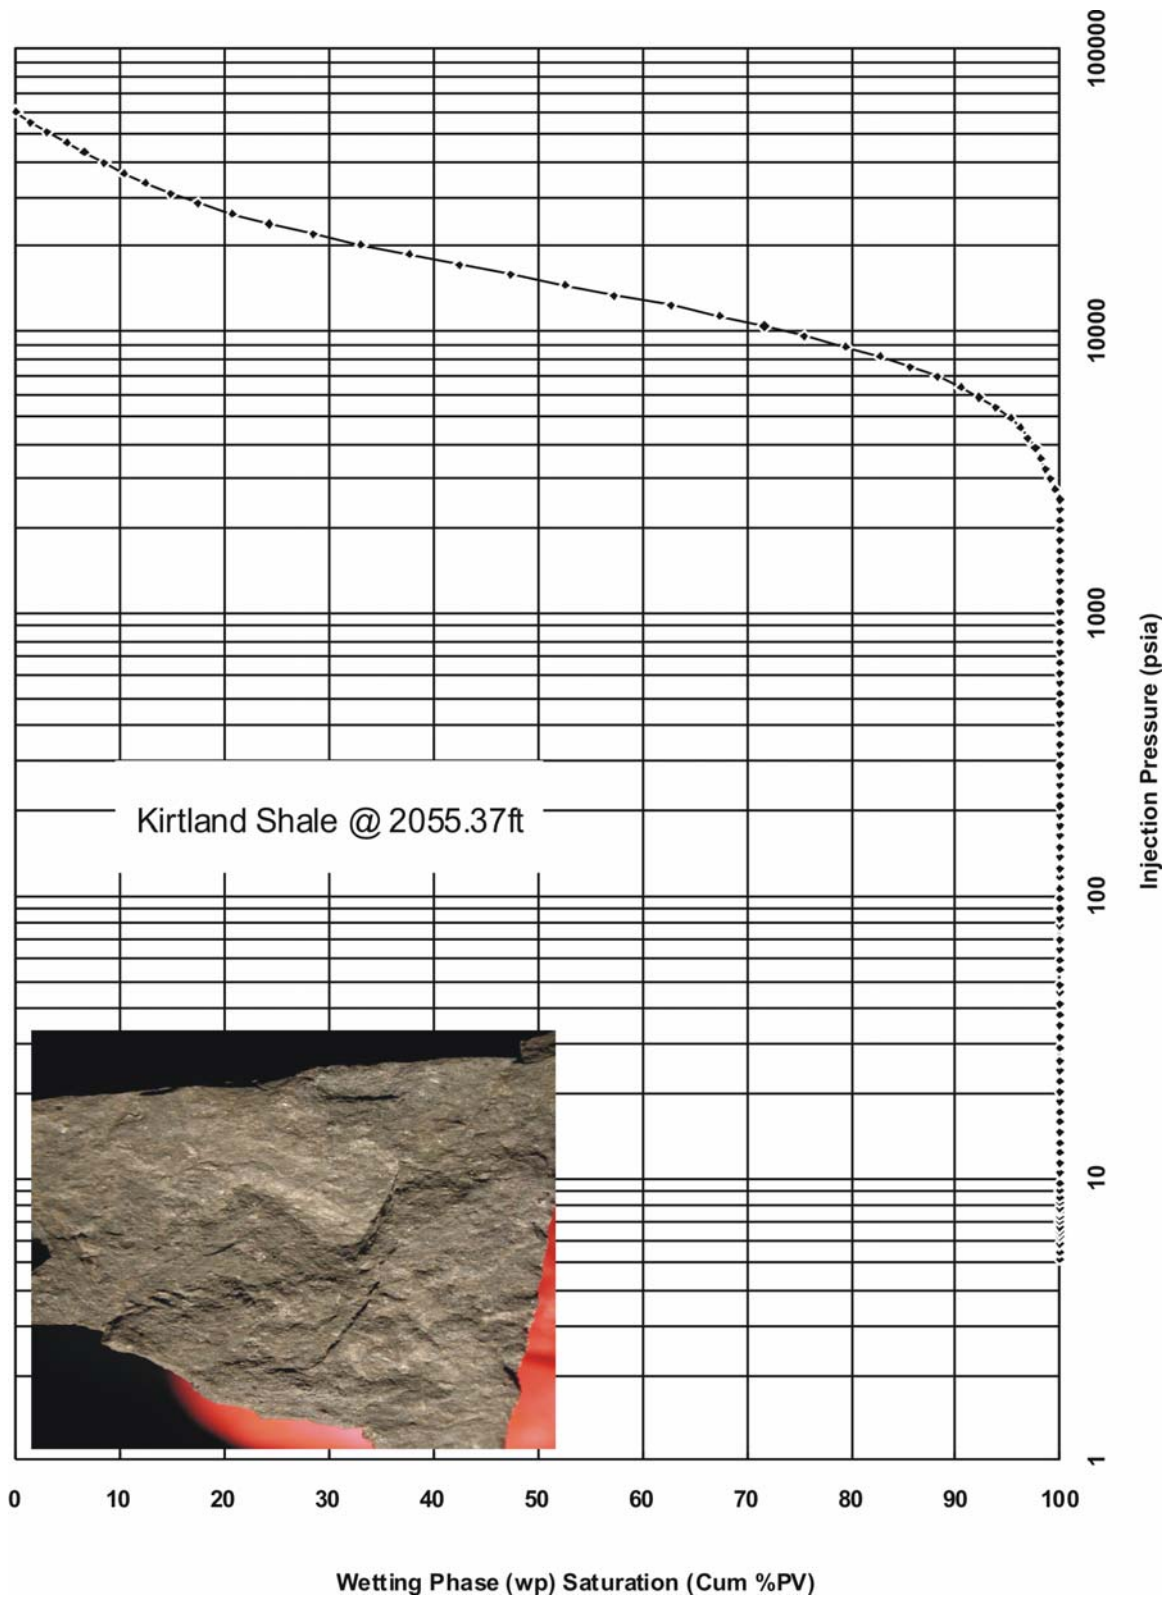 100000
10000
1000
100
10
1
Injection Pressure (psia)
Kirtland Shale @ 2055.37ft
0 10 20 30 40 50 60 70 80 90 100
Wetting Phase (wp) Saturation (Cum %PV)